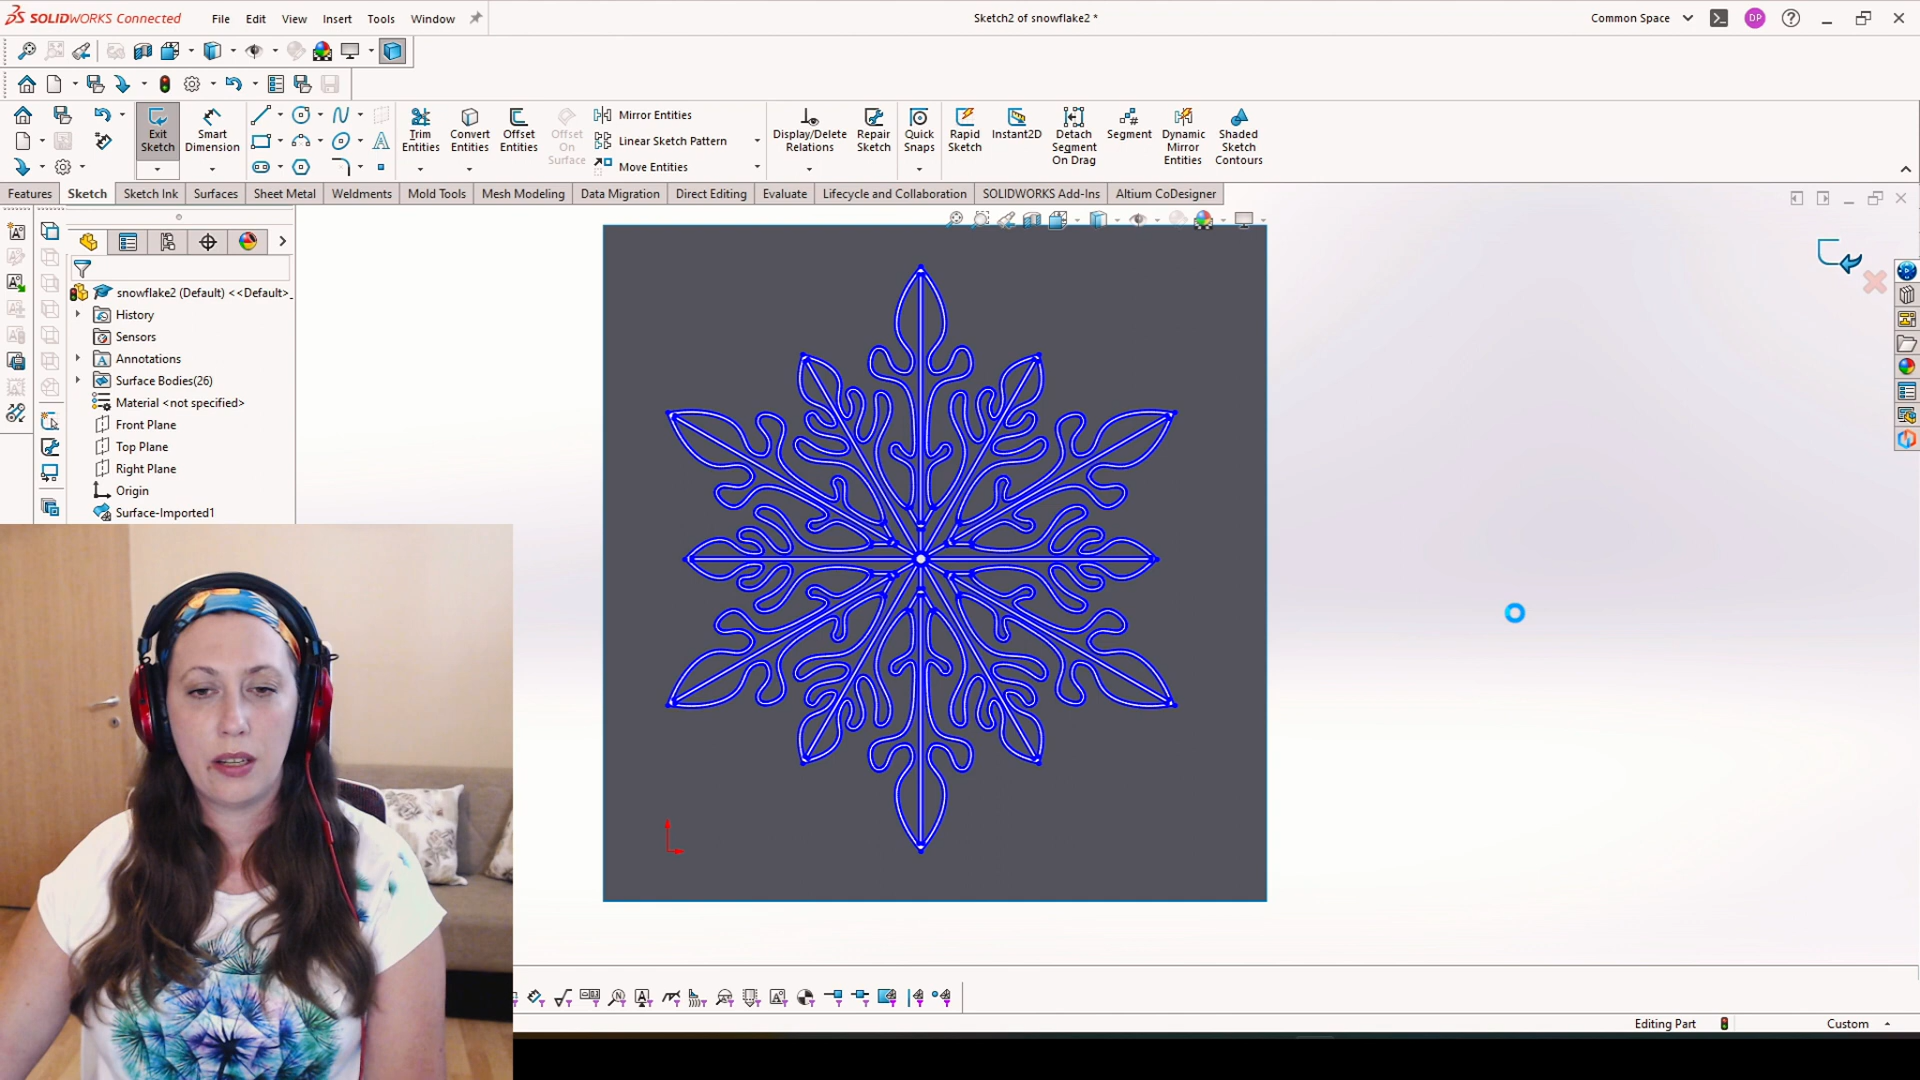 SOLIDWORKS Connected
File Edit View Insert Tools Window
Sketch2 of snowflake2 *
Common Space
DP
Exit Sketch
Smart Dimension
Trim Entities
Convert Entities
Offset Entities
Offset On Surface
Mirror Entities
Linear Sketch Pattern
Move Entities
Display/Delete Relations
Repair Sketch
Quick Snaps
Rapid Sketch
Instant2D
Detach Segment On Drag
Segment
Dynamic Mirror Entities
Shaded Sketch Contours
Features Sketch Sketch Ink Surfaces Sheet Metal Weldments Mold Tools Mesh Modeling Data Migration Direct Editing Evaluate Lifecycle and Collaboration SOLIDWORKS Add-Ins Altium CoDesigner
snowflake2 (Default) <<Default>_
History
Sensors
Annotations
Surface Bodies(26)
Material <not specified>
Front Plane
Top Plane
Right Plane
Origin
Surface-Imported1
Editing Part
Custom